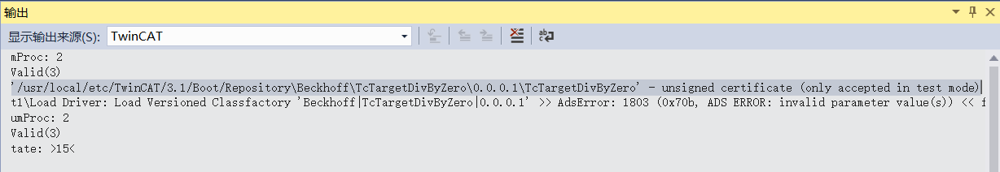 输出
显示输出来源(S): TwinCAT
mProc: 2
Valid(3)
'/usr/local/etc/TwinCAT/3.1/Boot/Repository\Beckhoff\TcTargetDivByZero\0.0.0.1\TcTargetDivByZero' - unsigned certificate (only accepted in test mode)
t1\Load Driver: Load Versioned Classfactory 'Beckhoff|TcTargetDivByZero|0.0.0.1' >> AdsError: 1803 (0x70b, ADS ERROR: invalid parameter value(s)) << f
umProc: 2
Valid(3)
tate: >15<